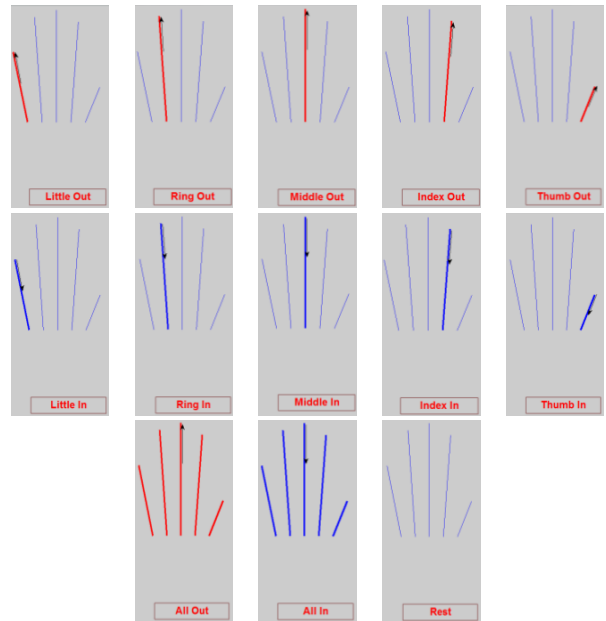 Little Out
Ring Out
Middle Out
Index Out
Thumb Out
Little In
Ring In
Middle In
Index In
Thumb In
All Out
All In
Rest